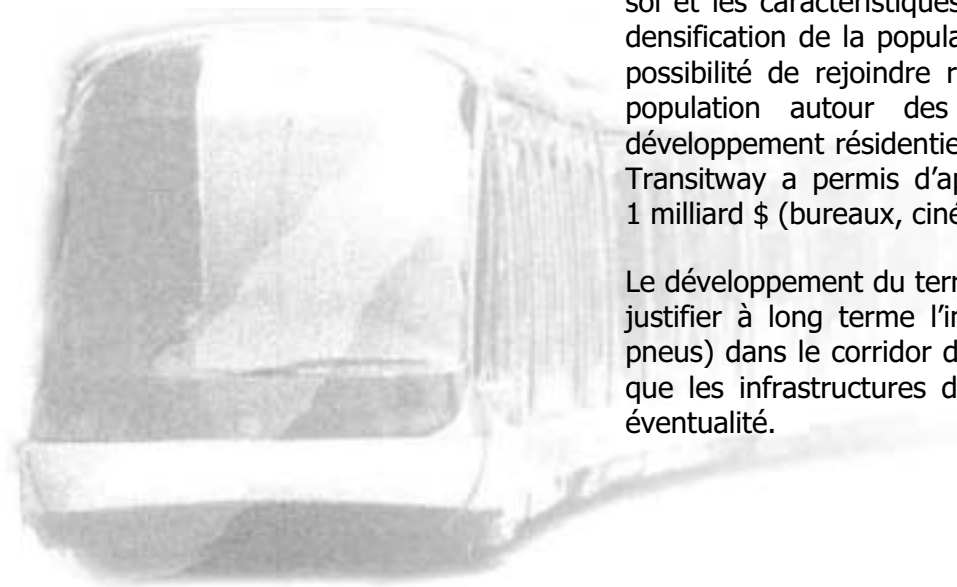 sol et les caractéristiques
densification de la popula
possibilité de rejoindre r
population autour des
développement résidentie
Transitway a permis d’ap
1 milliard $ (bureaux, ciné
Le développement du terr
justifier à long terme l’in
pneus) dans le corridor d
que les infrastructures d
éventualité.